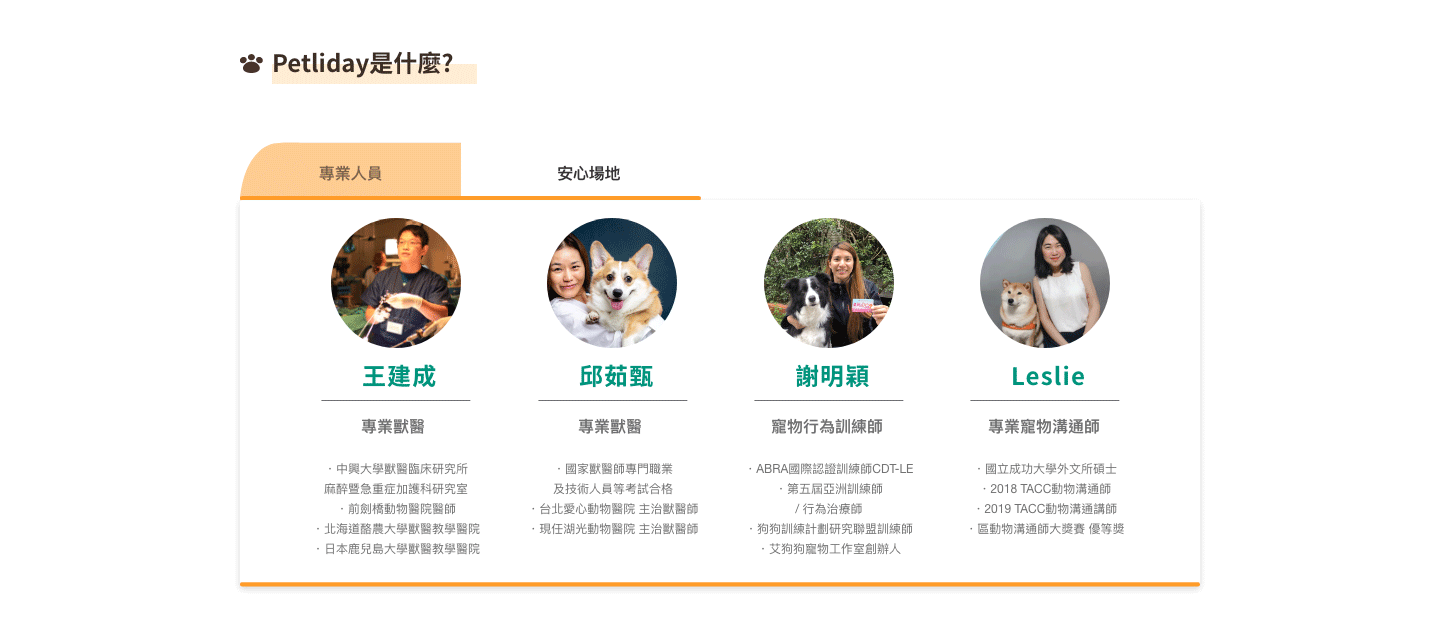 Petliday是什麼?
專業人員
安心場地
王建成
專業獸醫
· 中興大學獸醫臨床研究所
麻醉暨急重症加護科研究室
· 前劍橋動物醫院醫師
· 北海道酪農大學獸醫教學醫院
· 日本鹿兒島大學獸醫教學醫院
邱茹甄
專業獸醫
· 國家獸醫師專門職業
及技術人員等考試合格
· 台北愛心動物醫院 主治獸醫師
· 現任湖光動物醫院 主治獸醫師
謝明穎
寵物行為訓練師
· ABRA國際認證訓練師CDT-LE
· 第五屆亞洲訓練師
/ 行為治療師
· 狗狗訓練計劃研究聯盟訓練師
· 艾狗狗寵物工作室創辦人
Leslie
專業寵物溝通師
· 國立成功大學外文所碩士
· 2018 TACC動物溝通師
· 2019 TACC動物溝通講師
· 區動物溝通師大獎賽 優等獎